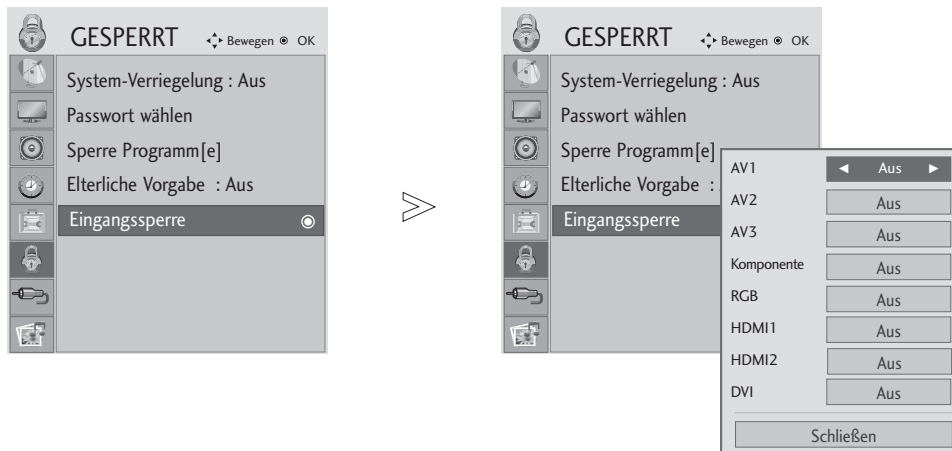 GESPERRT Bewegen OK
System-Verriegelung : Aus
Passwort wählen
Sperre Programm[e]
Elterliche Vorgabe : Aus
Eingangssperre
GESPERRT Bewegen OK
System-Verriegelung : Aus
Passwort wählen
Sperre Programm[e]
Elterliche Vorgabe :
Eingangssperre
AV1 ◄ Aus ►
AV2 Aus
AV3 Aus
Komponente Aus
RGB Aus
HDMI1 Aus
HDMI2 Aus
DVI Aus
Schließen